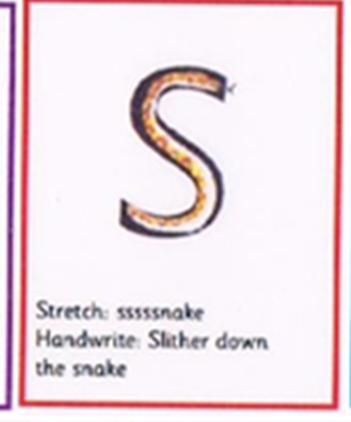 S
Stretch: sssssnake
Handwrite: Slither down
the snake